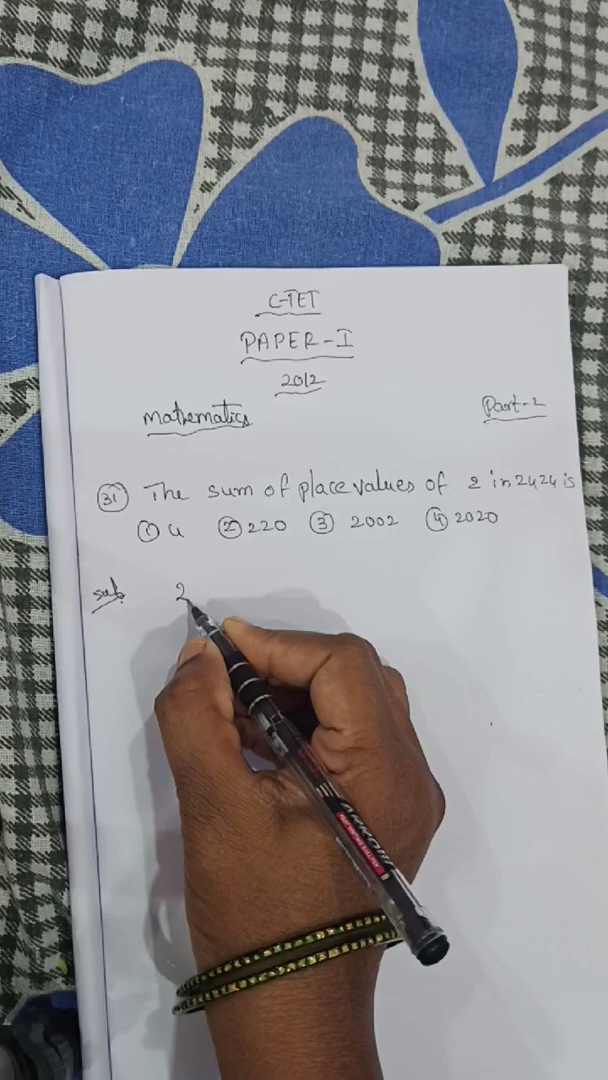 C-TET
PAPER-I
2012
Mathematics
Part-2
31 The sum of place values of 2 in 2424 is
1 4 2 220 3 2002 4 2020
2
ARROW